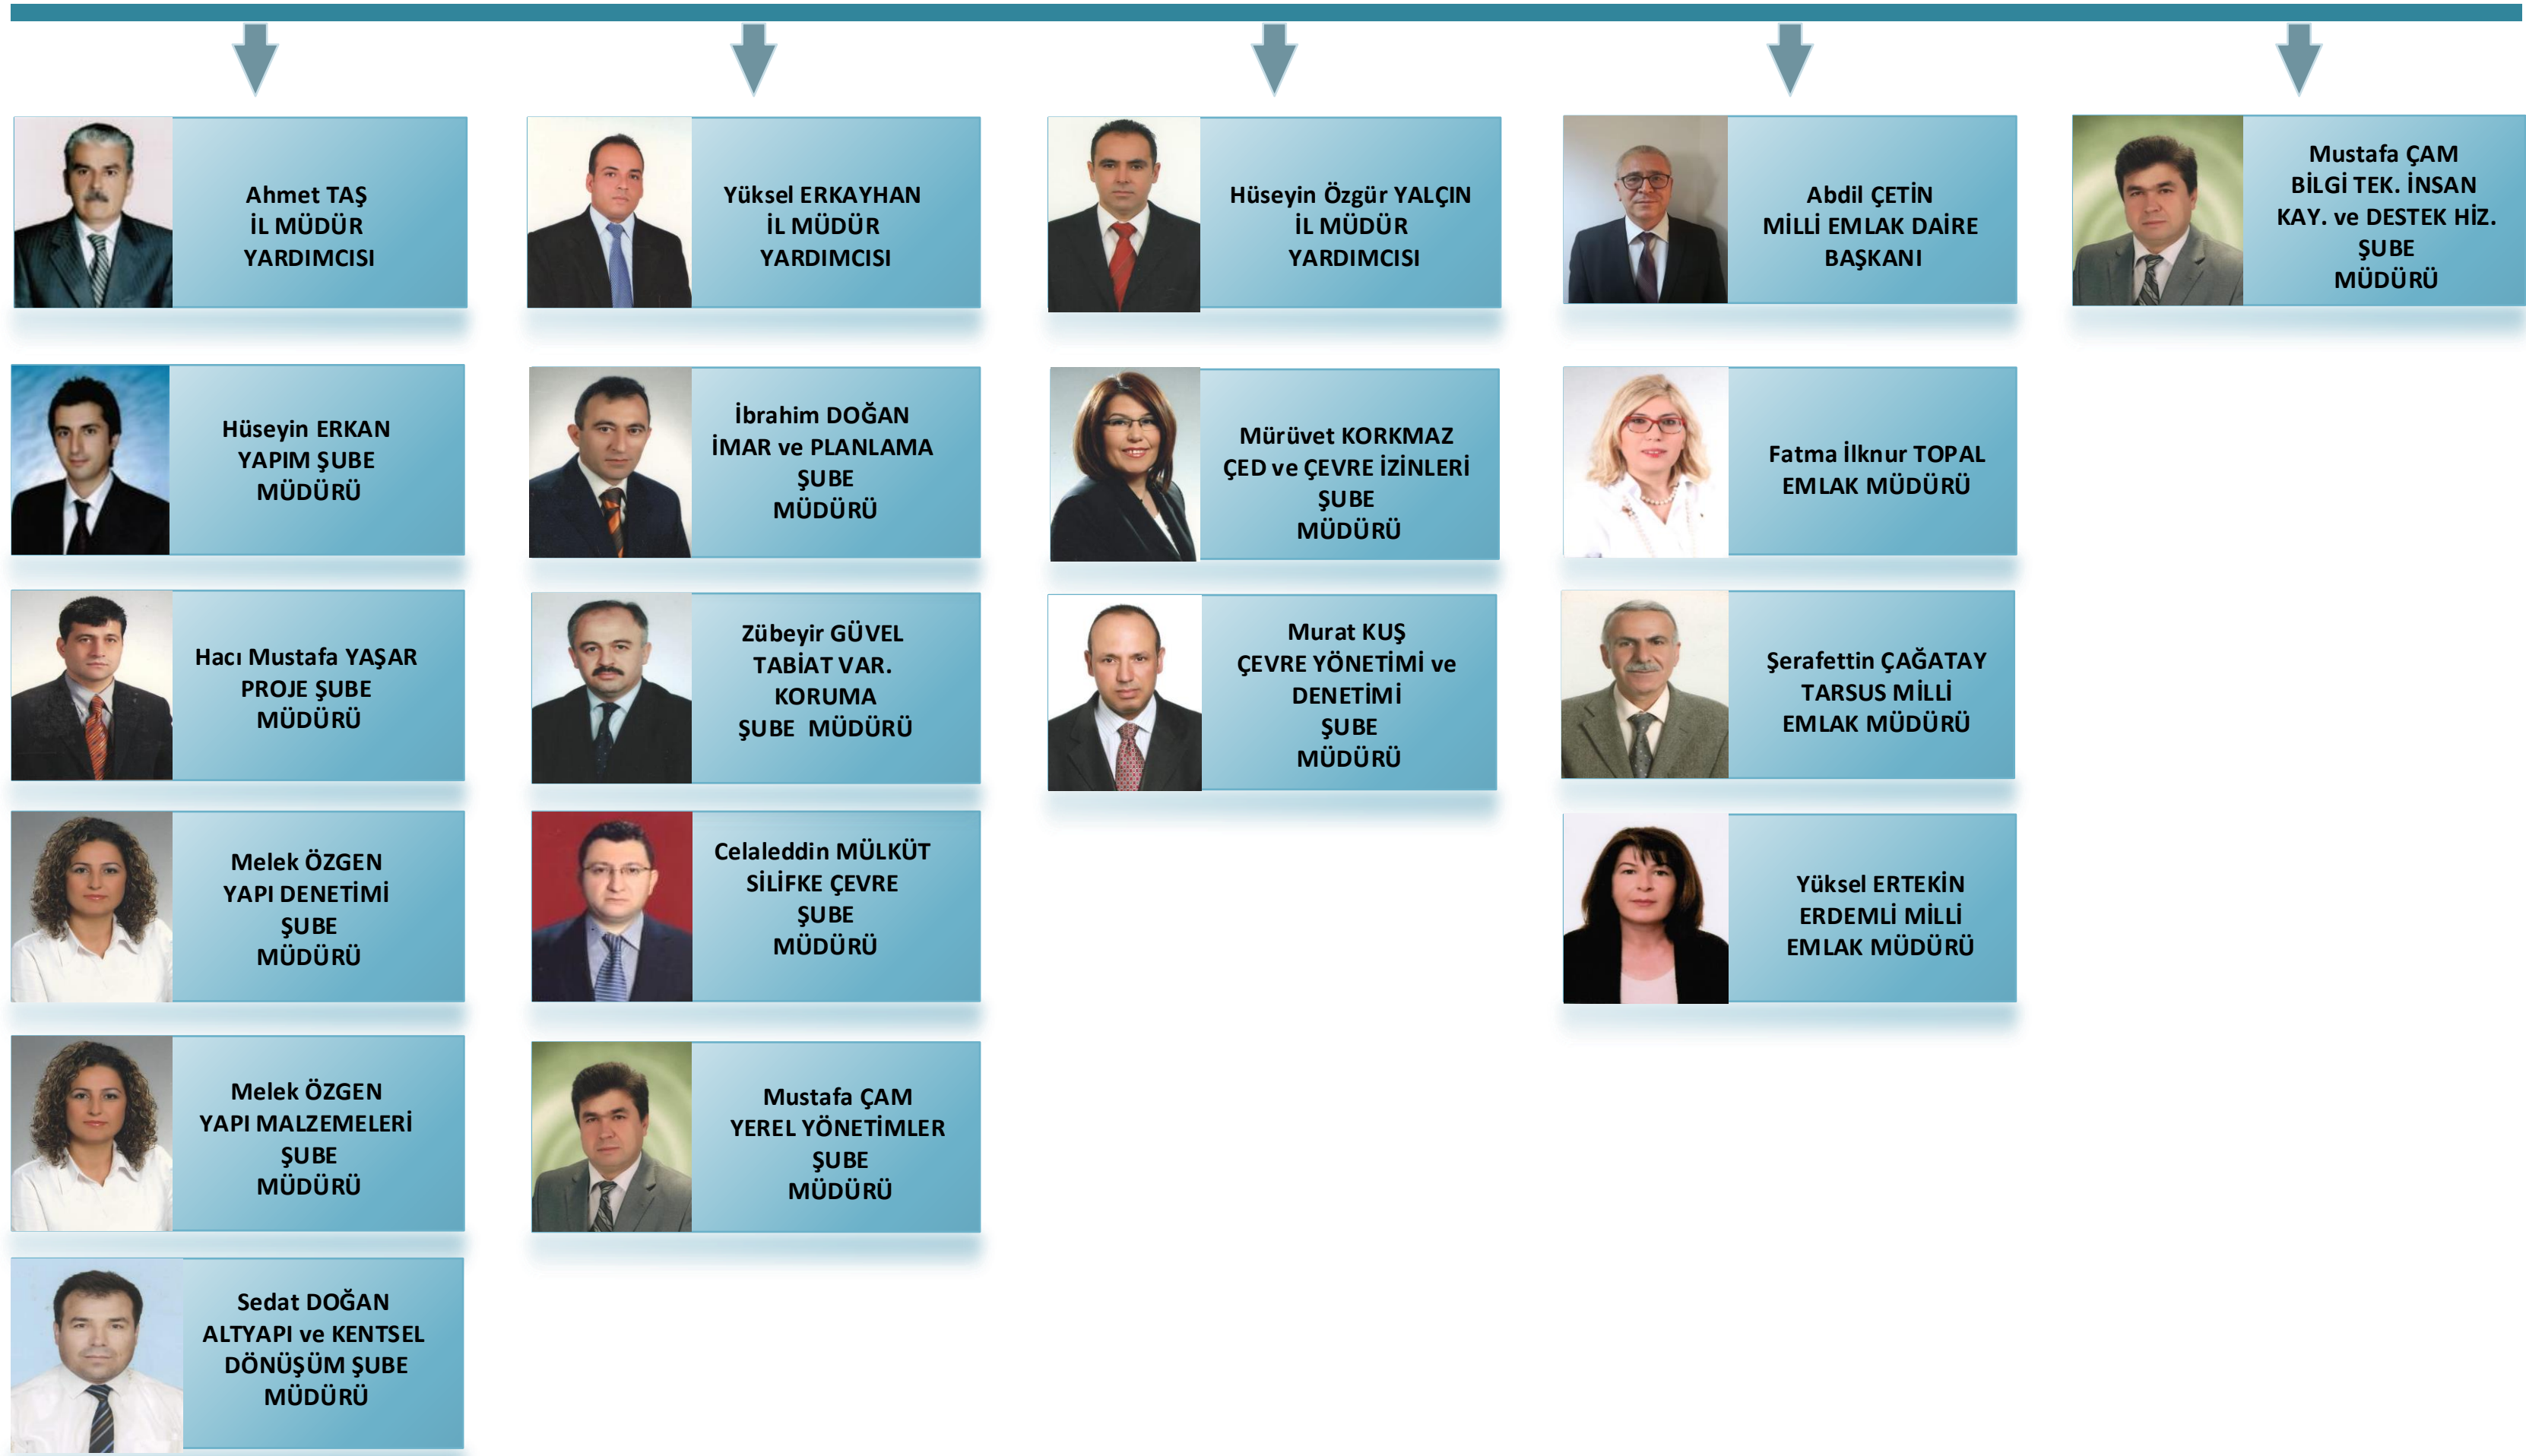 Ahmet TAŞ
İL MÜDÜR
YARDIMCISI
Hüseyin ERKAN
YAPIM ŞUBE
MÜDÜRÜ
Hacı Mustafa YAŞAR
PROJE ŞUBE
MÜDÜRÜ
Melek ÖZGEN
YAPI DENETİMİ
ŞUBE
MÜDÜRÜ
Melek ÖZGEN
YAPI MALZEMELERİ
ŞUBE
MÜDÜRÜ
Sedat DOĞAN
ALTYAPI ve KENTSEL
DÖNÜŞÜM ŞUBE
MÜDÜRÜ
Yüksel ERKAYHAN
İL MÜDÜR
YARDIMCISI
İbrahim DOĞAN
İMAR ve PLANLAMA
ŞUBE
MÜDÜRÜ
Zübeyir GÜVEL
TABİAT VAR.
KORUMA
ŞUBE MÜDÜRÜ
Celaleddin MÜLKÜT
SİLİFKE ÇEVRE
ŞUBE
MÜDÜRÜ
Mustafa ÇAM
YEREL YÖNETİMLER
ŞUBE
MÜDÜRÜ
Hüseyin Özgür YALÇIN
İL MÜDÜR
YARDIMCISI
Mürüvet KORKMAZ
ÇED ve ÇEVRE İZİNLERİ
ŞUBE
MÜDÜRÜ
Murat KUŞ
ÇEVRE YÖNETİMİ ve
DENETİMİ
ŞUBE
MÜDÜRÜ
Abdil ÇETİN
MİLLİ EMLAK DAİRE
BAŞKANI
Fatma İlknur TOPAL
EMLAK MÜDÜRÜ
Şerafettin ÇAĞATAY
TARSUS MİLLİ
EMLAK MÜDÜRÜ
Yüksel ERTEKİN
ERDEMLİ MİLLİ
EMLAK MÜDÜRÜ
Mustafa ÇAM
BİLGİ TEK. İNSAN
KAY. ve DESTEK HİZ.
ŞUBE
MÜDÜRÜ